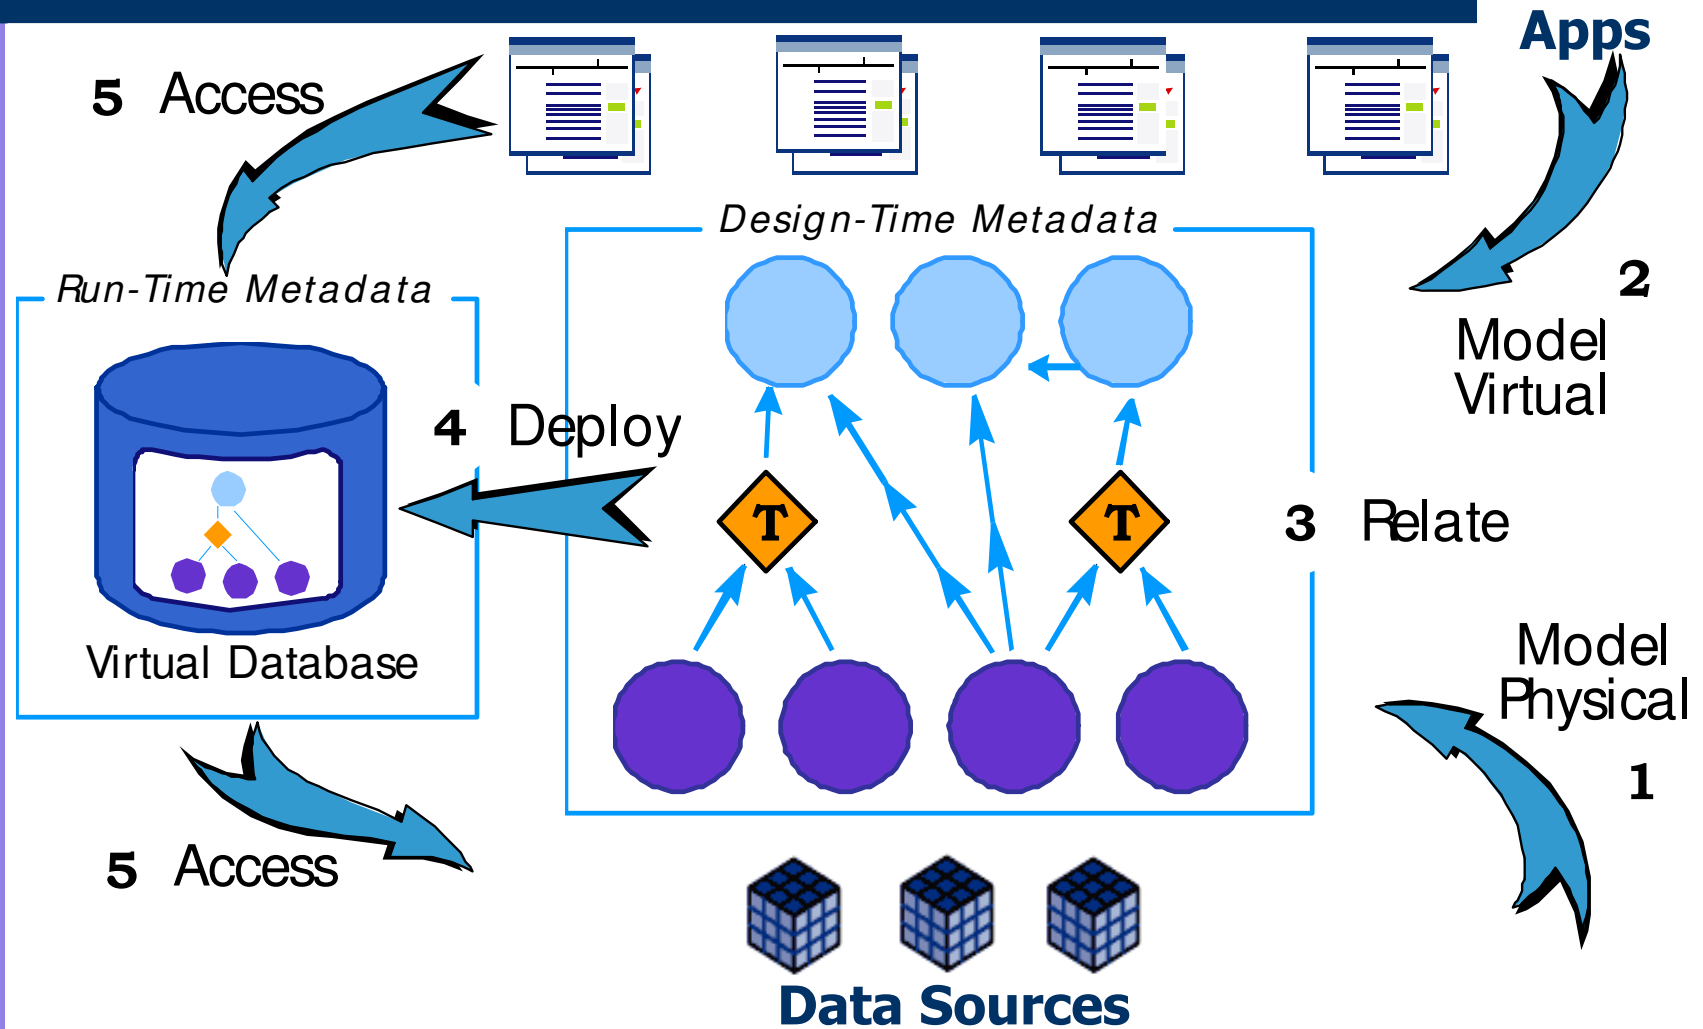 Apps
5 Access
Design-Time Metadata
Run-Time Metadata
2
Model
Virtual
4 Deploy
T
T
3 Relate
Virtual Database
Model
Physical
1
5 Access
Data Sources